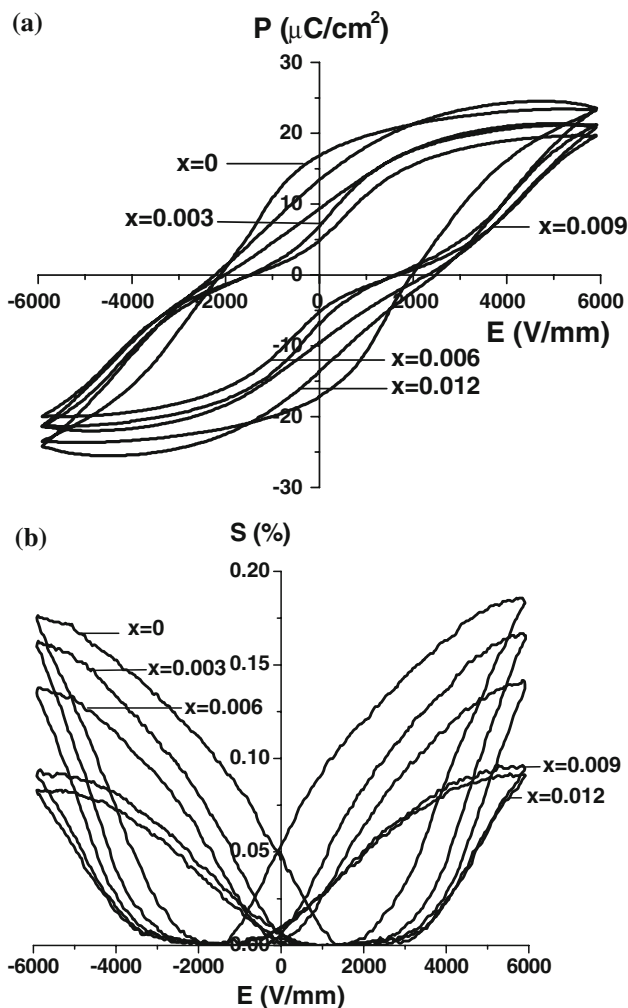 (a)
P (μC/cm²)
30
20
x=0
10
x=0.003
x=0.009
0
-6000 -4000 -2000 0 2000 4000 6000
E (V/mm)
-10
x=0.006
x=0.012
-20
-30
(b)
S (%)
0.20
x=0
0.15
x=0.003
x=0.006
0.10
x=0.009
x=0.012
0.05
0.00
-6000 -4000 -2000 0 2000 4000 6000
E (V/mm)